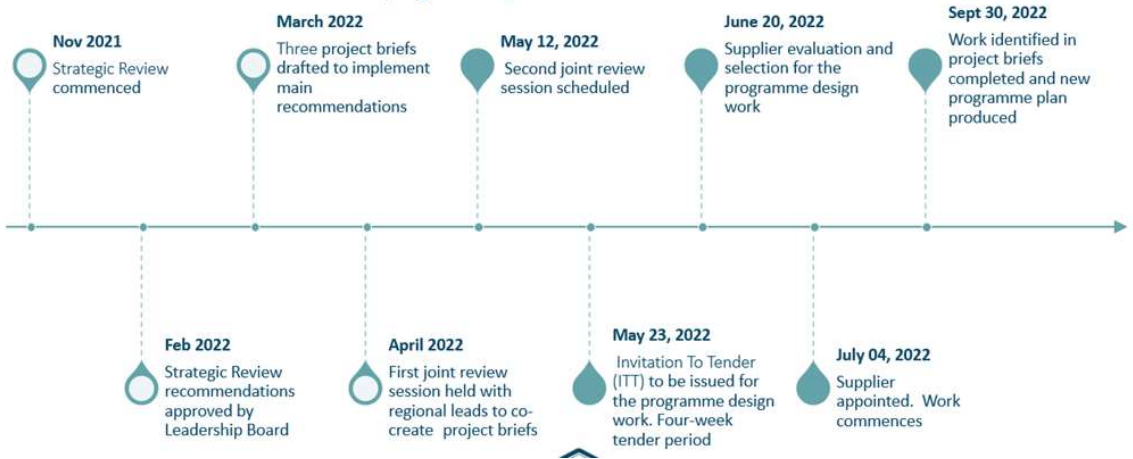 Nov 2021
Strategic Review
commenced
March 2022
Three project briefs
drafted to implement
main
recommendations
May 12, 2022
Second joint review
session scheduled
June 20, 2022
Supplier evaluation and
selection for the
programme design
work
Sept 30, 2022
Work identified in
project briefs
completed and new
programme plan
produced
Feb 2022
Strategic Review
recommendations
approved by
Leadership Board
April 2022
First joint review
session held with
regional leads to co-
create project briefs
May 23, 2022
Invitation To Tender
(ITT) to be issued for
the programme design
work. Four-week
tender period
July 04, 2022
Supplier
appointed. Work
commences